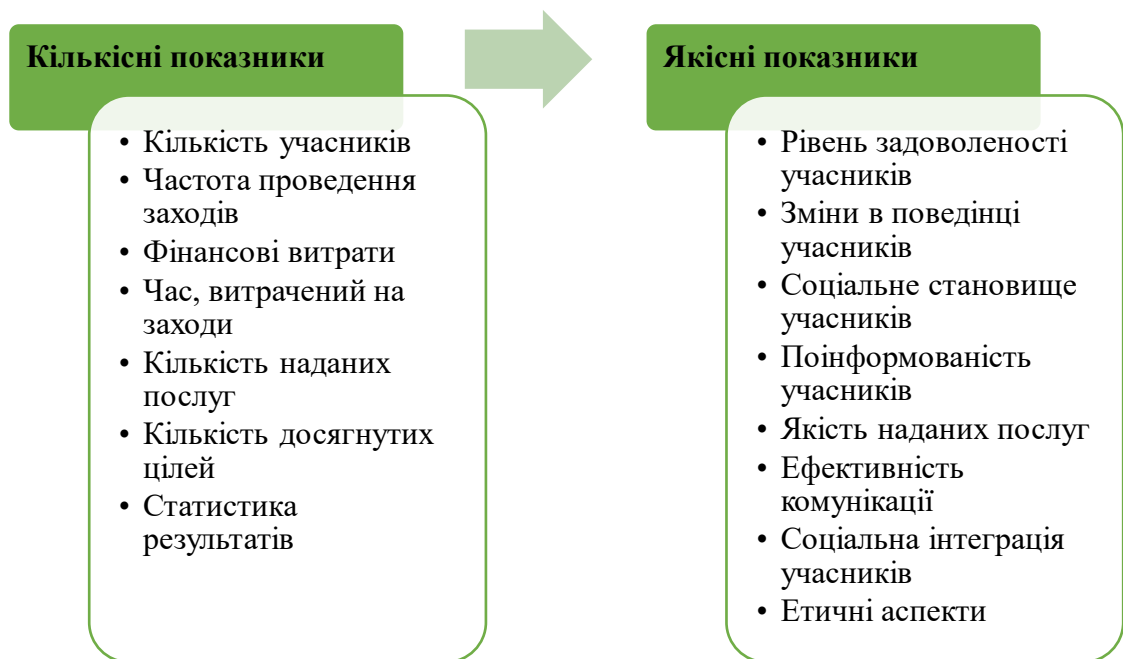 Кількісні показники
• Кількість учасників
• Частота проведення
заходів
• Фінансові витрати
• Час, витрачений на
заходи
• Кількість наданих
послуг
• Кількість досягнутих
цілей
• Статистика
результатів
Якісні показники
• Рівень задоволеності
учасників
• Зміни в поведінці
учасників
• Соціальне становище
учасників
• Поінформованість
учасників
• Якість наданих послуг
• Ефективність
комунікації
• Соціальна інтеграція
учасників
• Етичні аспекти